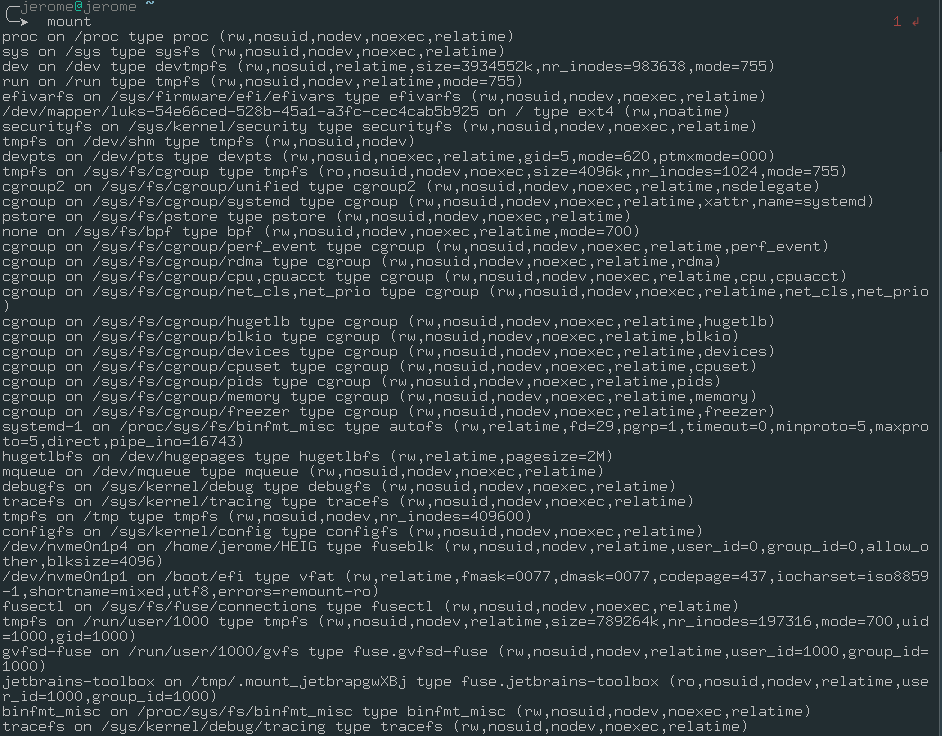 jerome@jerome ~
➤ mount 1 ↲
proc on /proc type proc (rw,nosuid,nodev,noexec,relatime)
sys on /sys type sysfs (rw,nosuid,nodev,noexec,relatime)
dev on /dev type devtmpfs (rw,nosuid,relatime,size=3934552k,nr_inodes=983638,mode=755)
run on /run type tmpfs (rw,nosuid,nodev,relatime,mode=755)
efivarfs on /sys/firmware/efi/efivars type efivarfs (rw,nosuid,nodev,noexec,relatime)
/dev/mapper/luks-54e66ced-528b-45a1-a3fc-cec4cab5b925 on / type ext4 (rw,noatime)
securityfs on /sys/kernel/security type securityfs (rw,nosuid,nodev,noexec,relatime)
tmpfs on /dev/shm type tmpfs (rw,nosuid,nodev)
devpts on /dev/pts type devpts (rw,nosuid,noexec,relatime,gid=5,mode=620,ptmxmode=000)
tmpfs on /sys/fs/cgroup type tmpfs (ro,nosuid,nodev,noexec,size=4096k,nr_inodes=1024,mode=755)
cgroup2 on /sys/fs/cgroup/unified type cgroup2 (rw,nosuid,nodev,noexec,relatime,nsdelegate)
cgroup on /sys/fs/cgroup/systemd type cgroup (rw,nosuid,nodev,noexec,relatime,xattr,name=systemd)
pstore on /sys/fs/pstore type pstore (rw,nosuid,nodev,noexec,relatime)
none on /sys/fs/bpf type bpf (rw,nosuid,nodev,noexec,relatime,mode=700)
cgroup on /sys/fs/cgroup/perf_event type cgroup (rw,nosuid,nodev,noexec,relatime,perf_event)
cgroup on /sys/fs/cgroup/rdma type cgroup (rw,nosuid,nodev,noexec,relatime,rdma)
cgroup on /sys/fs/cgroup/cpu,cpuacct type cgroup (rw,nosuid,nodev,noexec,relatime,cpu,cpuacct)
cgroup on /sys/fs/cgroup/net_cls,net_prio type cgroup (rw,nosuid,nodev,noexec,relatime,net_cls,net_prio
)
cgroup on /sys/fs/cgroup/hugetlb type cgroup (rw,nosuid,nodev,noexec,relatime,hugetlb)
cgroup on /sys/fs/cgroup/blkio type cgroup (rw,nosuid,nodev,noexec,relatime,blkio)
cgroup on /sys/fs/cgroup/devices type cgroup (rw,nosuid,nodev,noexec,relatime,devices)
cgroup on /sys/fs/cgroup/cpuset type cgroup (rw,nosuid,nodev,noexec,relatime,cpuset)
cgroup on /sys/fs/cgroup/pids type cgroup (rw,nosuid,nodev,noexec,relatime,pids)
cgroup on /sys/fs/cgroup/memory type cgroup (rw,nosuid,nodev,noexec,relatime,memory)
cgroup on /sys/fs/cgroup/freezer type cgroup (rw,nosuid,nodev,noexec,relatime,freezer)
systemd-1 on /proc/sys/fs/binfmt_misc type autofs (rw,relatime,fd=29,pgrp=1,timeout=0,minproto=5,maxpro
to=5,direct,pipe_ino=16743)
hugetlbfs on /dev/hugepages type hugetlbfs (rw,relatime,pagesize=2M)
mqueue on /dev/mqueue type mqueue (rw,nosuid,nodev,noexec,relatime)
debugfs on /sys/kernel/debug type debugfs (rw,nosuid,nodev,noexec,relatime)
tracefs on /sys/kernel/tracing type tracefs (rw,nosuid,nodev,noexec,relatime)
tmpfs on /tmp type tmpfs (rw,nosuid,nodev,nr_inodes=409600)
configfs on /sys/kernel/config type configfs (rw,nosuid,nodev,noexec,relatime)
/dev/nvme0n1p4 on /home/jerome/HEIG type fuseblk (rw,nosuid,nodev,relatime,user_id=0,group_id=0,allow_o
ther,blksize=4096)
/dev/nvme0n1p1 on /boot/efi type vfat (rw,relatime,fmask=0077,dmask=0077,codepage=437,iocharset=iso8859
-1,shortname=mixed,utf8,errors=remount-ro)
fusectl on /sys/fs/fuse/connections type fusectl (rw,nosuid,nodev,noexec,relatime)
tmpfs on /run/user/1000 type tmpfs (rw,nosuid,nodev,relatime,size=789264k,nr_inodes=197316,mode=700,uid
=1000,gid=1000)
gvfsd-fuse on /run/user/1000/gvfs type fuse.gvfsd-fuse (rw,nosuid,nodev,relatime,user_id=1000,group_id=
1000)
jetbrains-toolbox on /tmp/.mount_jetbrapgwXBj type fuse.jetbrains-toolbox (ro,nosuid,nodev,relatime,use
r_id=1000,group_id=1000)
binfmt_misc on /proc/sys/fs/binfmt_misc type binfmt_misc (rw,nosuid,nodev,noexec,relatime)
tracefs on /sys/kernel/debug/tracing type tracefs (rw,nosuid,nodev,noexec,relatime)